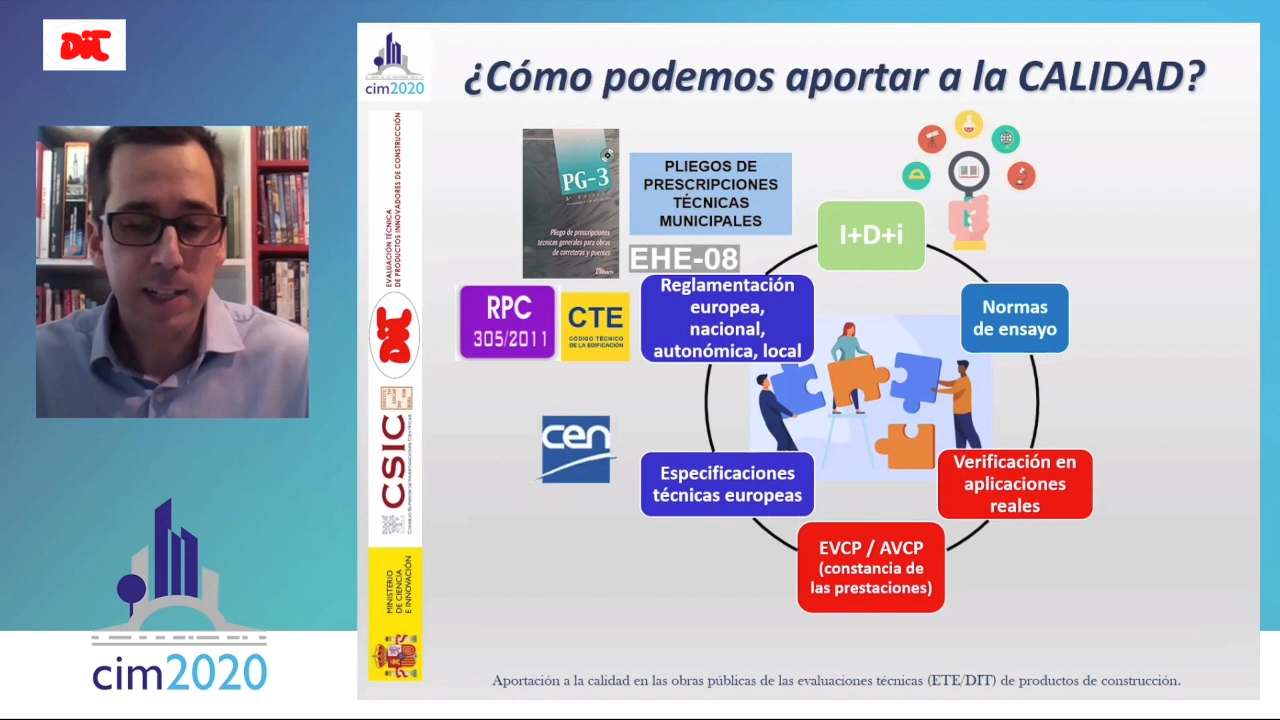 DiT
cim2020
¿Cómo podemos aportar a la CALIDAD?
EVALUACIÓN TÉCNICA
DE PRODUCTOS INNOVADORES DE CONSTRUCCIÓN
DiT
CSIC
CONSEJO SUPERIOR DE INVESTIGACIONES CIENTÍFICAS
MINISTERIO
DE CIENCIA
E INNOVACIÓN
PG-3
Pliego de prescripciones
técnicas generales para obras
de carreteras y puentes
PLIEGOS DE
PRESCRIPCIONES
TÉCNICAS
MUNICIPALES
EHE-08
RPC
305/2011
CTE
CÓDIGO TÉCNICO
DE LA EDIFICACIÓN
Reglamentación
europea,
nacional,
autonómica, local
I+D+i
Normas
de ensayo
cen
Especificaciones
técnicas europeas
Verificación en
aplicaciones
reales
EVCP / AVCP
(constancia de
las prestaciones)
Aportación a la calidad en las obras públicas de las evaluaciones técnicas (ETE/DIT) de productos de construcción.
cim2020